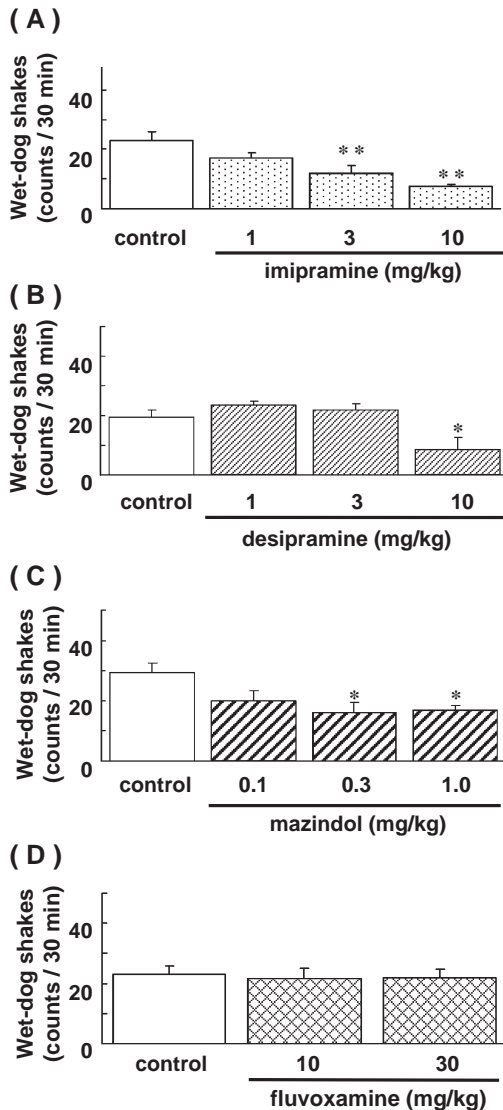 ( A )
Wet-dog shakes
(counts / 30 min)
40
20
0
* *
* *
control 1 3 10
imipramine (mg/kg)
( B )
Wet-dog shakes
(counts / 30 min)
40
20
0
*
control 1 3 10
desipramine (mg/kg)
( C )
Wet-dog shakes
(counts / 30 min)
40
20
0
* *
control 0.1 0.3 1.0
mazindol (mg/kg)
( D )
Wet-dog shakes
(counts / 30 min)
40
20
0
control 10 30
fluvoxamine (mg/kg)